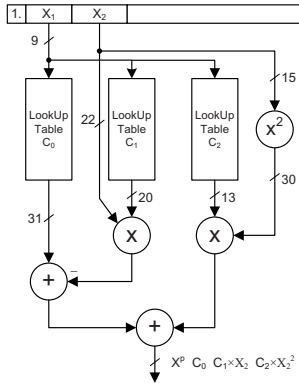 1. X₁ X₂
9
15
22
LookUp Table C₀
LookUp Table C₁
LookUp Table C₂
x²
20
13
30
31
X
X
−
+
+
Xᵖ C₀ C₁×X₂ C₂×X₂²